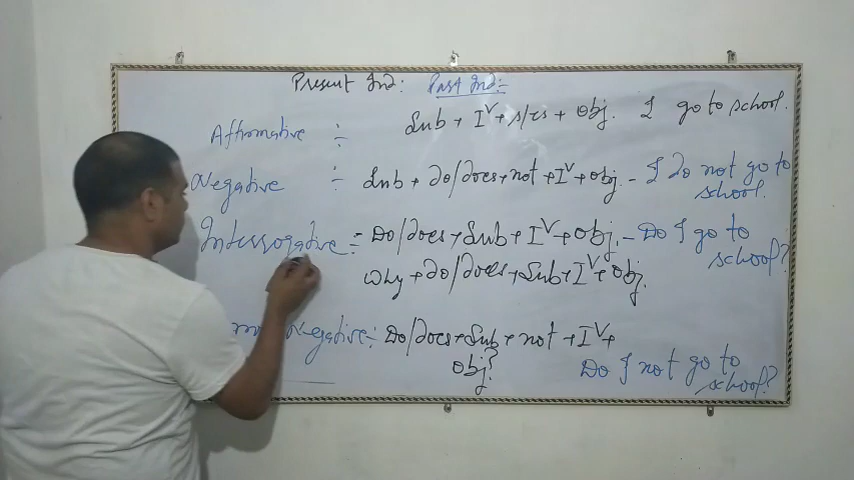 Present Ind: Past Ind:-
Affirmative ÷ Sub + I^V + s/es + Obj. I go to school.
Negative ÷ Sub + do/does + not + I^V + Obj. - I do not go to school.
Interrogative ÷ Do/does + Sub + I^V + Obj. - Do I go to school?
Why + do/does + Sub + I^V + Obj.
Negative ÷ Do/does + Sub + not + I^V +
Obj? Do I not go to
school?